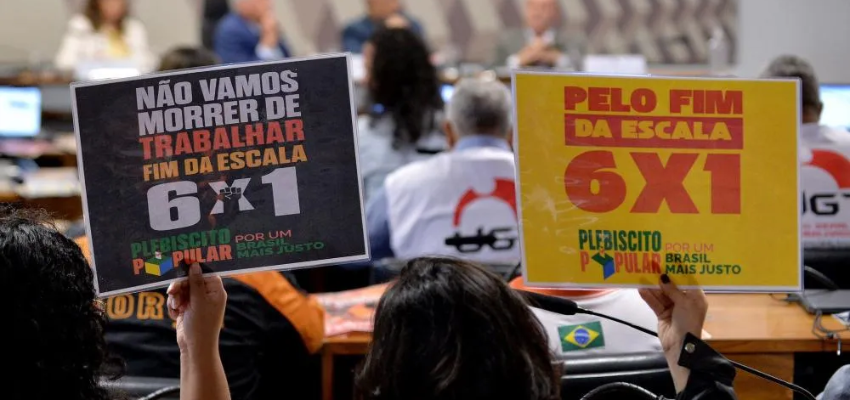 NÃO VAMOS
MORRER DE
TRABALHAR
FIM DA ESCALA
6X1
PLEBISCITO
POPULAR
POR UM
BRASIL
MAIS JUSTO
PELO FIM
DA ESCALA
6X1
PLEBISCITO
POPULAR
POR UM
BRASIL
MAIS JUSTO
UGT
UGT